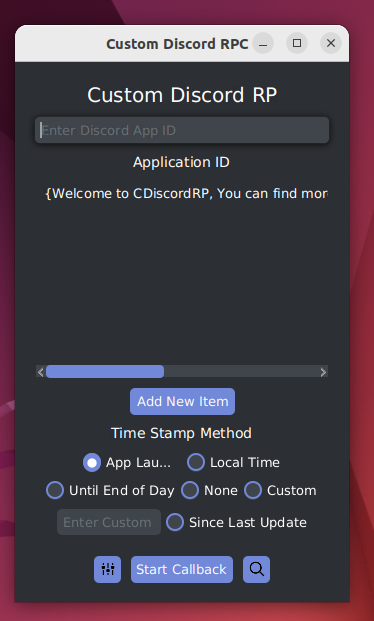 Custom Discord RPC
Custom Discord RP
Enter Discord App ID
Application ID
{Welcome to CDiscordRP, You can find mor
Add New Item
Time Stamp Method
App Lau... Local Time
Until End of Day None Custom
Enter Custom Since Last Update
Start Callback